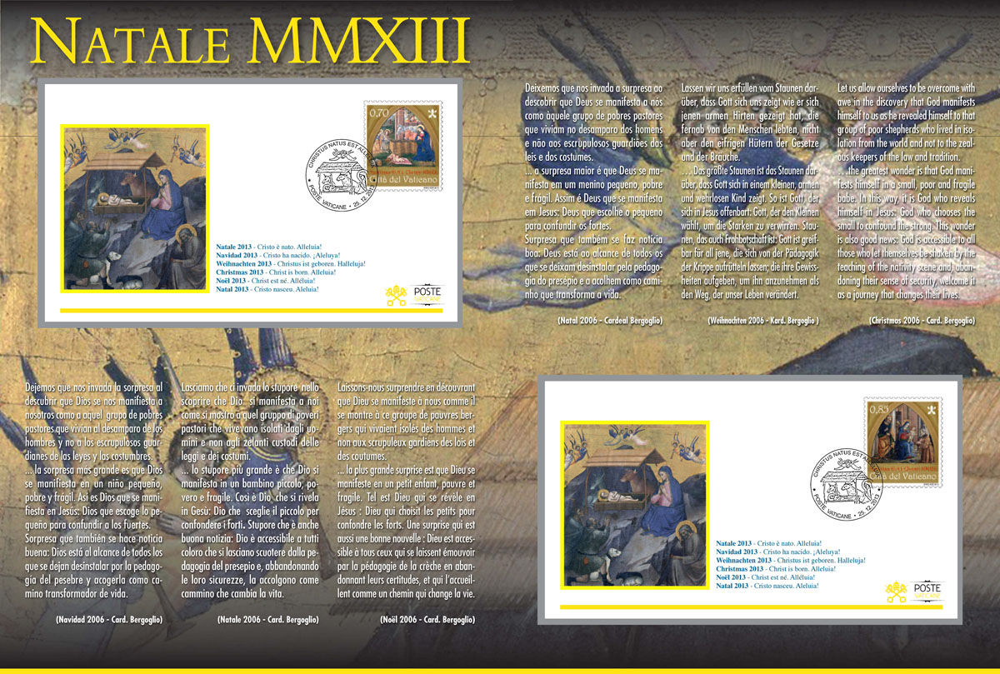 NATALE MMXIII
0,70
Città del Vaticano
CHRISTUS NATUS EST ALLELUIA
POSTE VATICANE • 25.12.2013
Natale 2013 - Cristo è nato. Alleluia!
Navidad 2013 - Cristo ha nacido. ¡Aleluya!
Weihnachten 2013 - Christus ist geboren. Halleluja!
Christmas 2013 - Christ is born. Alleluia!
Noël 2013 - Christ est né. Alléluia!
Natal 2013 - Cristo nasceu. Aleluia!
POSTE
VATICANE
Deixemos que nos invada a surpresa ao
descobrir que Deus se manifesta a nós
como àquele grupo de pobres pastores
que viviam no desamparo dos homens
e não aos escrupulosos guardiões das
leis e dos costumes.
... a surpresa maior é que Deus se ma-
nifesta em um menino pequeno, pobre
e frágil. Assim é Deus que se manifesta
em Jesus: Deus que escolhe o pequeno
para confundir os fortes.
Surpresa que também se faz notícia
boa: Deus está ao alcance de todos os
que se deixam desinstalar pela pedago-
gia do presépio e a acolhem como cami-
nho que transforma a vida.
(Natal 2006 - Cardeal Bergoglio)
Lassen wir uns erfüllen vom Staunen dar-
über, dass Gott sich uns zeigt wie er sich
jenen armen Hirten gezeigt hat, die
fernab von den Menschen lebten, nicht
aber den eifrigen Hütern der Gesetze
und der Bräuche.
. . . Das größte Staunen ist das Staunen dar-
über, dass Gott sich in einem kleinen, armen
und wehrlosen Kind zeigt. So ist Gott, der
sich in Jesus offenbart: Gott, der den Kleinen
wählt, um die Starken zu verwirren. Stau-
nen, das auch Frohbotschaft ist: Gott ist greif-
bar für all jene, die sich von der Pädagogik
der Krippe aufrütteln lassen; die ihre Gewiss-
heiten aufgeben, um ihn anzunehmen als
den Weg, der unser Leben verändert.
(Weihnachten 2006 - Kard. Bergoglio )
Let us allow ourselves to be overcome with
awe in the discovery that God manifests
himself to us as he revealed himself to that
group of poor shepherds who lived in iso-
lation from the world and not to the zeal-
ous keepers of the law and tradition.
...the greatest wonder is that God mani-
fests himself in a small, poor and fragile
babe. In this way, it is God who reveals
himself in Jesus: God who chooses the
small to confound the strong. This wonder
is also good news: God is accessible to all
those who let themselves be shaken by the
teaching of the nativity scene and, aban-
doning their sense of security, welcome it
as a journey that changes their lives.
(Christmas 2006 - Card. Bergoglio)
Dejemos que nos invada la sorpresa al
descubrir que Dios se nos manifiesta a
nosotros como a aquel grupo de pobres
pastores que vivían al desamparo de los
hombres y no a los escrupulosos guar-
dianes de las leyes y las costumbres.
... la sorpresa más grande es que Dios
se manifiesta en un niño pequeño,
pobre y frágil. Así es Dios que se mani-
fiesta en Jesús: Dios que escoge lo pe-
queño para confundir a los fuertes.
Sorpresa que también se hace noticia
buena: Dios está al alcance de todos los
que se dejan desinstalar por la pedago-
gía del pesebre y acogerla como ca-
mino transformador de vida.
(Navidad 2006 - Card. Bergoglio)
Lasciamo che ci invada lo stupore nello
scoprire che Dio si manifesta a noi
come si mostrò a quel gruppo di poveri
pastori che vivevano isolati dagli uo-
mini e non agli zelanti custodi delle
leggi e dei costumi.
... lo stupore più grande è che Dio si
manifesta in un bambino piccolo, po-
vero e fragile. Così è Dio che si rivela
in Gesù: Dio che sceglie il piccolo per
confondere i forti. Stupore che è anche
buona notizia: Dio è accessibile a tutti
coloro che si lasciano scuotere dalla pe-
dagogia del presepio e, abbandonando
le loro sicurezze, la accolgono come
cammino che cambia la vita.
(Natale 2006 - Card. Bergoglio)
Laissons-nous surprendre en découvrant
que Dieu se manifeste à nous comme il
se montre à ce groupe de pauvres ber-
gers qui vivaient isolés des hommes et
non aux scrupuleux gardiens des lois et
des coutumes.
... la plus grande surprise est que Dieu se
manifeste en un petit enfant, pauvre et
fragile. Tel est Dieu qui se révèle en
Jésus : Dieu qui choisit les petits pour
confondre les forts. Une surprise qui est
aussi une bonne nouvelle : Dieu est acces-
sible à tous ceux qui se laissent émouvoir
par la pédagogie de la crèche en aban-
donnant leurs certitudes, et qui l'accueil-
lent comme un chemin qui change la vie.
(Noël 2006 - Card. Bergoglio)
0,85
Città del Vaticano
CHRISTUS NATUS EST ALLELUIA
POSTE VATICANE • 25.12.2013
Natale 2013 - Cristo è nato. Alleluia!
Navidad 2013 - Cristo ha nacido. ¡Aleluya!
Weihnachten 2013 - Christus ist geboren. Halleluja!
Christmas 2013 - Christ is born. Alleluia!
Noël 2013 - Christ est né. Alléluia!
Natal 2013 - Cristo nasceu. Aleluia!
POSTE
VATICANE